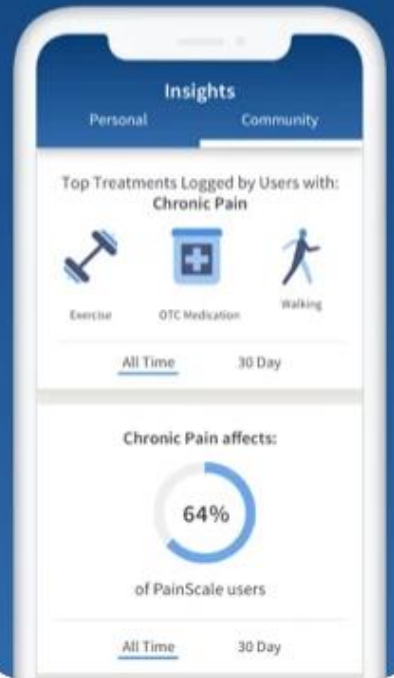 Insights
Personal Community
Top Treatments Logged by Users with:
Chronic Pain
Exercise OTC Medication Walking
All Time 30 Day
Chronic Pain affects:
64%
of PainScale users
All Time 30 Day